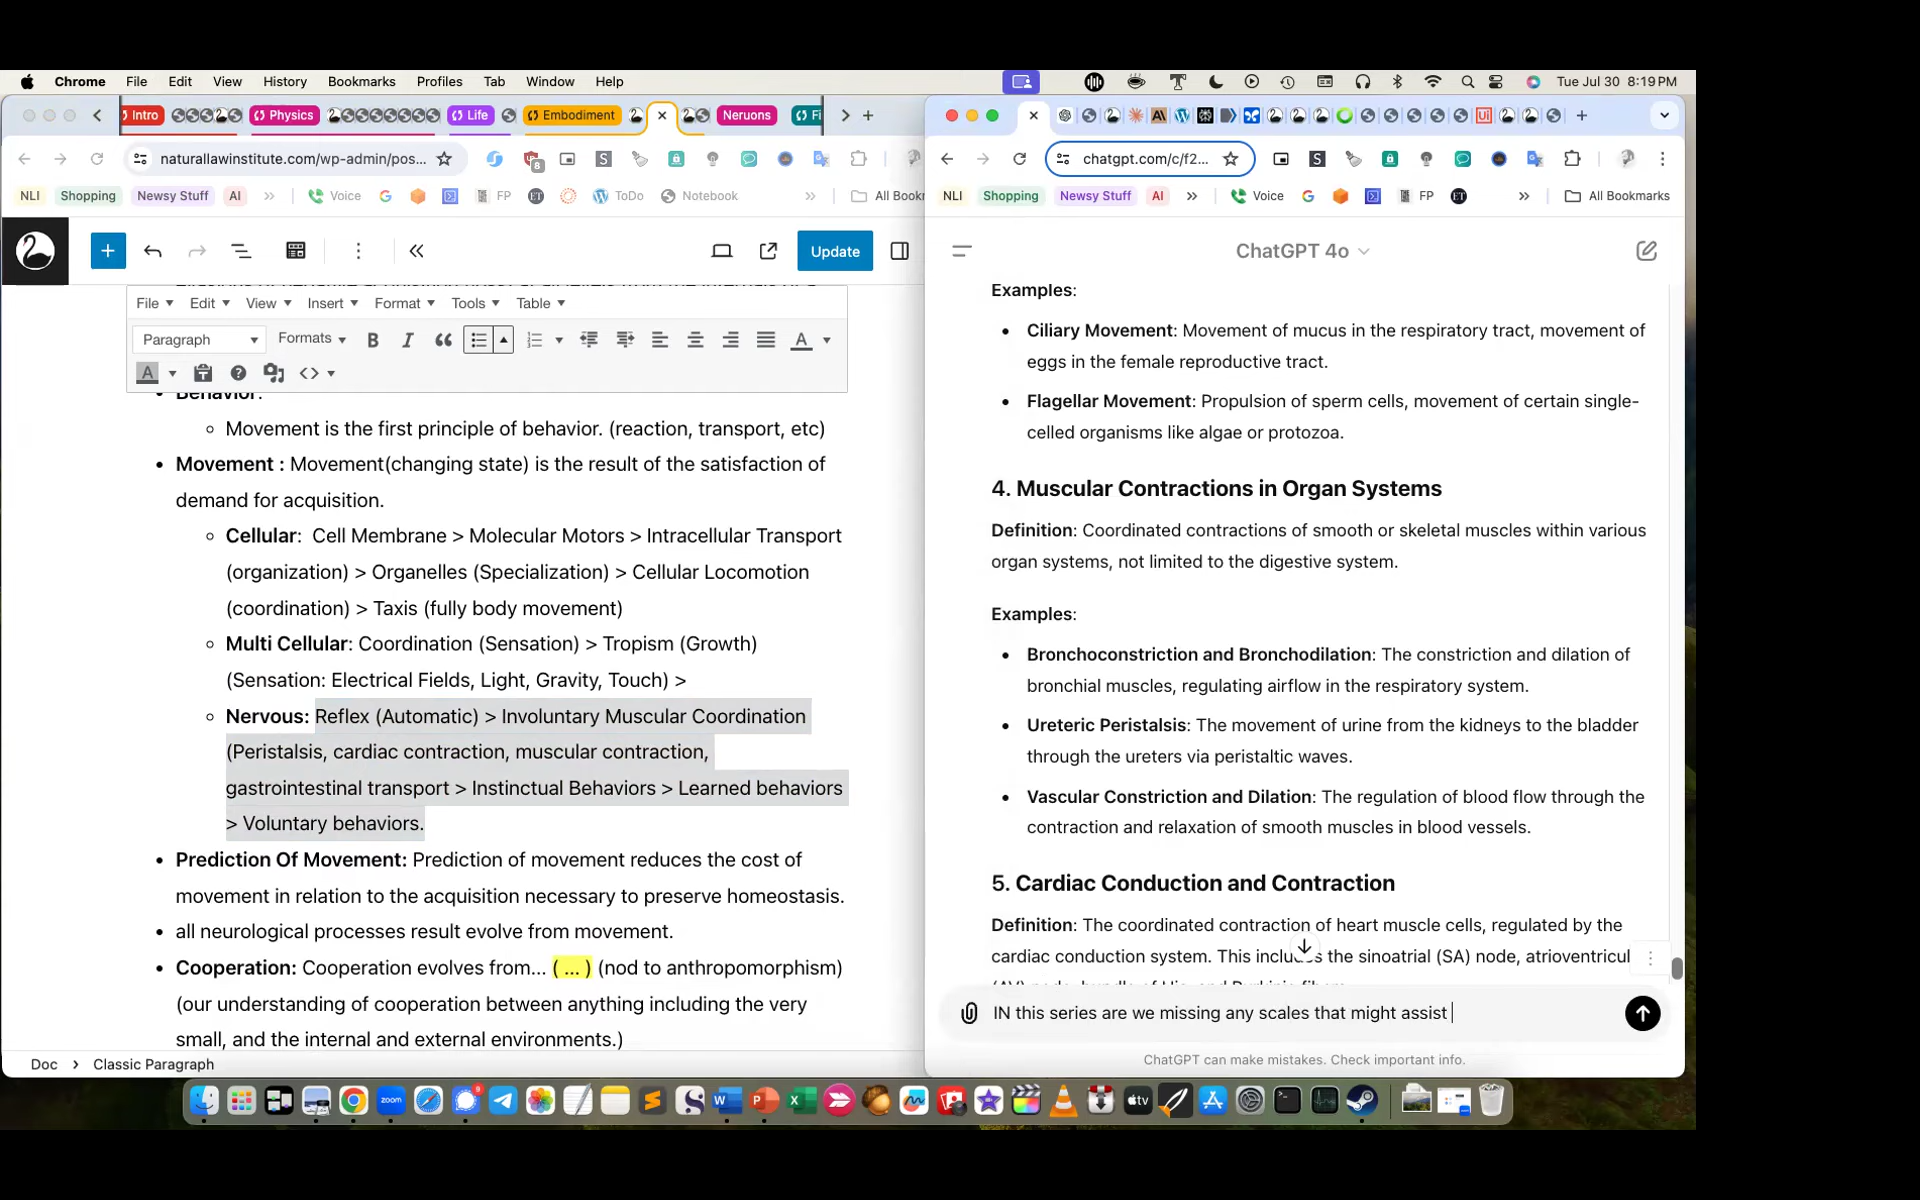 Chrome File Edit View History Bookmarks Profiles Tab Window Help
Tue Jul 30 8:19 PM
Intro Physics Life Embodiment Neruons Fi
naturallawinstitute.com/wp-admin/pos...
8
NLI Shopping Newsy Stuff AI » Voice FP ToDo Notebook » All Bookr
Update
File Edit View Insert Format Tools Table
Paragraph Formats B I
A
A
Behavior:
Movement is the first principle of behavior. (reaction, transport, etc)
Movement : Movement(changing state) is the result of the satisfaction of
demand for acquisition.
Cellular: Cell Membrane > Molecular Motors > Intracellular Transport
(organization) > Organelles (Specialization) > Cellular Locomotion
(coordination) > Taxis (fully body movement)
Multi Cellular: Coordination (Sensation) > Tropism (Growth)
(Sensation: Electrical Fields, Light, Gravity, Touch) >
Nervous: Reflex (Automatic) > Involuntary Muscular Coordination
(Peristalsis, cardiac contraction, muscular contraction,
gastrointestinal transport > Instinctual Behaviors > Learned behaviors
> Voluntary behaviors.
Prediction Of Movement: Prediction of movement reduces the cost of
movement in relation to the acquisition necessary to preserve homeostasis.
all neurological processes result evolve from movement.
Cooperation: Cooperation evolves from... ( ... ) (nod to anthropomorphism)
(our understanding of cooperation between anything including the very
small, and the internal and external environments.)
Doc > Classic Paragraph
chatgpt.com/c/f2...
NLI Shopping Newsy Stuff AI » Voice FP ET » All Bookmarks
ChatGPT 4o
Examples:
Ciliary Movement: Movement of mucus in the respiratory tract, movement of
eggs in the female reproductive tract.
Flagellar Movement: Propulsion of sperm cells, movement of certain single-
celled organisms like algae or protozoa.
4. Muscular Contractions in Organ Systems
Definition: Coordinated contractions of smooth or skeletal muscles within various
organ systems, not limited to the digestive system.
Examples:
Bronchoconstriction and Bronchodilation: The constriction and dilation of
bronchial muscles, regulating airflow in the respiratory system.
Ureteric Peristalsis: The movement of urine from the kidneys to the bladder
through the ureters via peristaltic waves.
Vascular Constriction and Dilation: The regulation of blood flow through the
contraction and relaxation of smooth muscles in blood vessels.
5. Cardiac Conduction and Contraction
Definition: The coordinated contraction of heart muscle cells, regulated by the
cardiac conduction system. This includes the sinoatrial (SA) node, atrioventricul
IN this series are we missing any scales that might assist
ChatGPT can make mistakes. Check important info.
zoom
tv